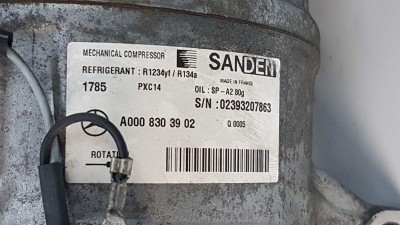 MECHANICAL COMPRESSOR
SANDEN
REFRIGERANT : R1234yf / R134a
MADE IN FRANCE
1785 PXC14
OIL : SP - A2 80g
S/N : 02393207863
A000 830 39 02
Q 0005
ROTAT